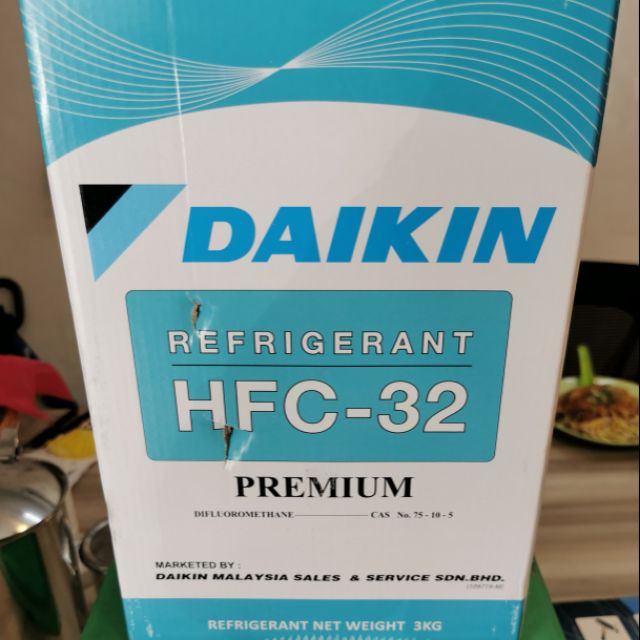 DAIKIN
REFRIGERANT
HFC-32
PREMIUM
DIFLUOROMETHANE CAS No. 75 - 10 - 5
MARKETED BY :
DAIKIN MALAYSIA SALES & SERVICE SDN.BHD.
REFRIGERANT NET WEIGHT 3KG